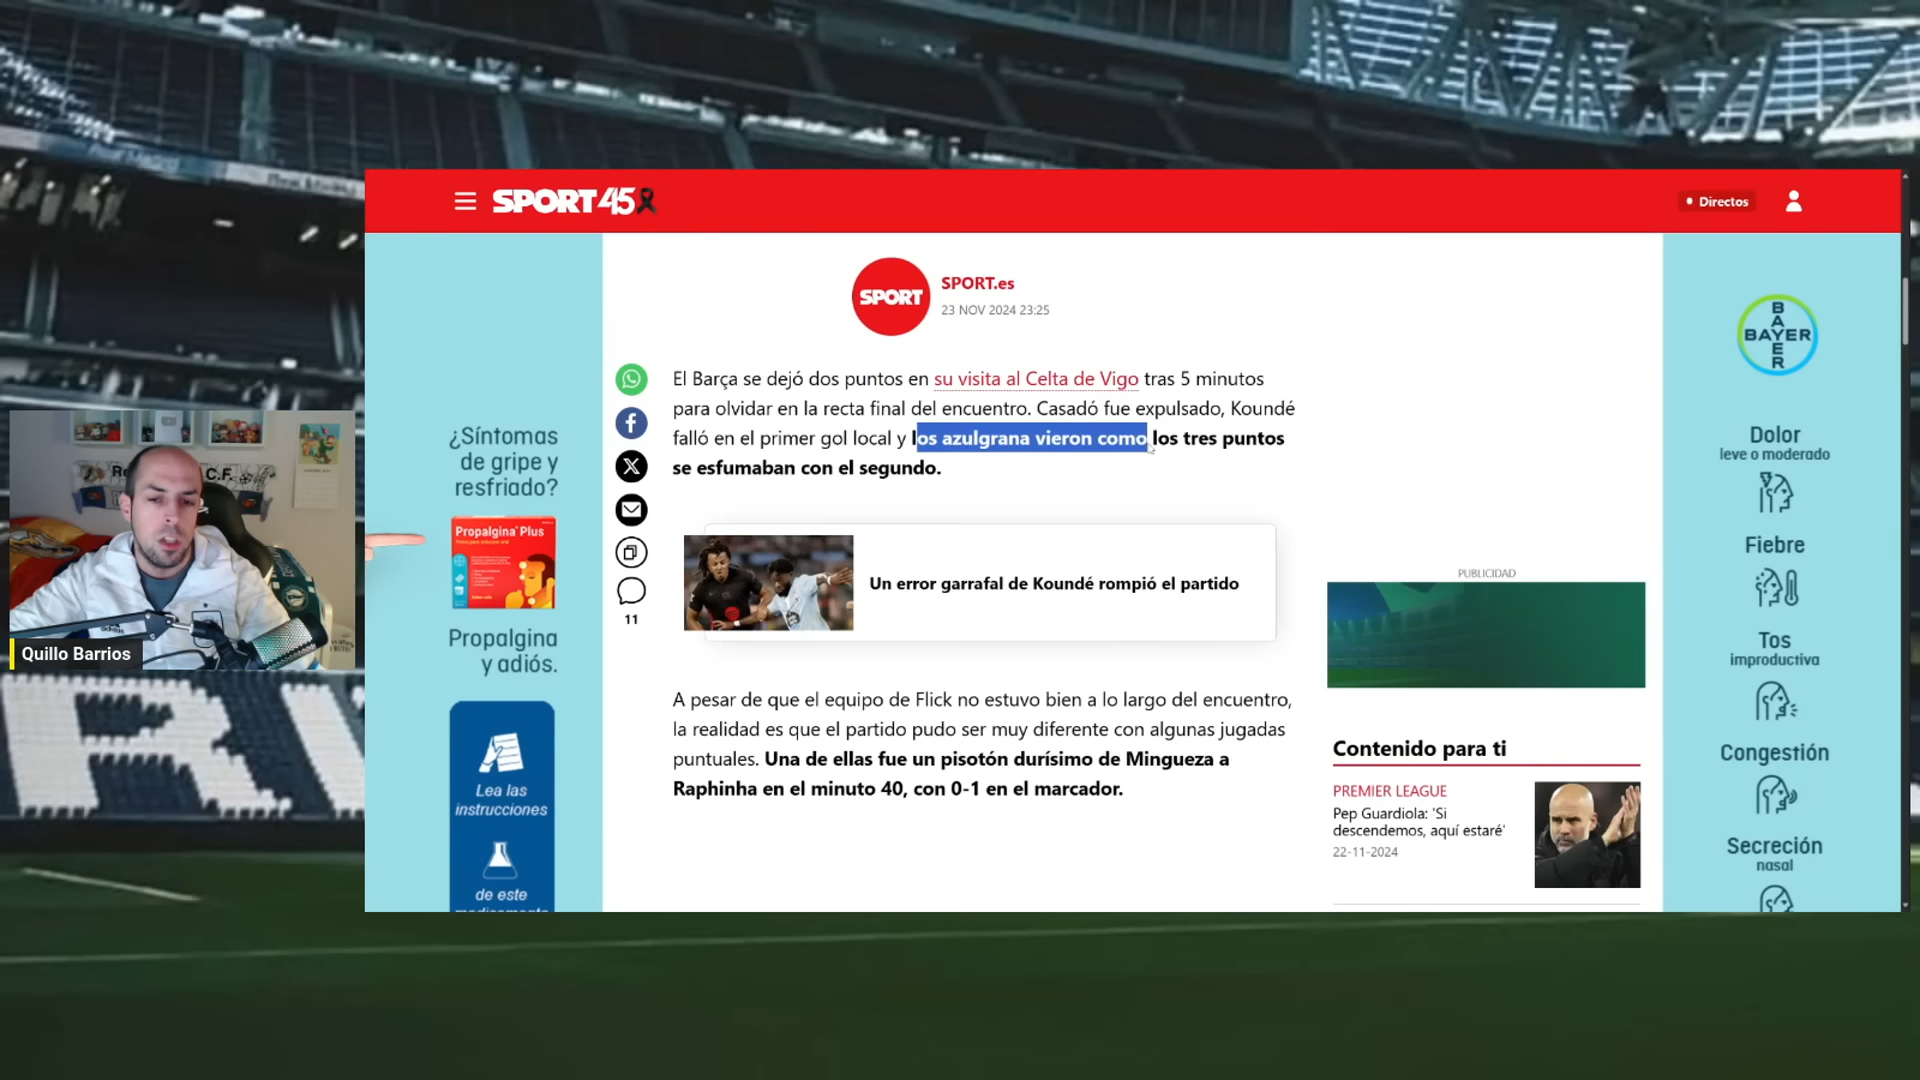 SPORT 45
Directos
SPORT
SPORT.es
23 NOV 2024 23:25
El Barça se dejó dos puntos en su visita al Celta de Vigo tras 5 minutos
para olvidar en la recta final del encuentro. Casadó fue expulsado, Koundé
falló en el primer gol local y los azulgrana vieron como los tres puntos
se esfumaban con el segundo.
11
Un error garrafal de Koundé rompió el partido
A pesar de que el equipo de Flick no estuvo bien a lo largo del encuentro,
la realidad es que el partido pudo ser muy diferente con algunas jugadas
puntuales. Una de ellas fue un pisotón durísimo de Mingueza a
Raphinha en el minuto 40, con 0-1 en el marcador.
¿Síntomas
de gripe y
resfriado?
Propalgina Plus
Propalgina
y adiós.
Lea las
instrucciones
de este
C.F.
Quillo Barrios
PUBLICIDAD
Contenido para ti
PREMIER LEAGUE
Pep Guardiola: 'Si
descendemos, aquí estaré'
22-11-2024
BAYER
BAYER
Dolor
leve o moderado
Fiebre
Tos
improductiva
Congestión
Secreción
nasal